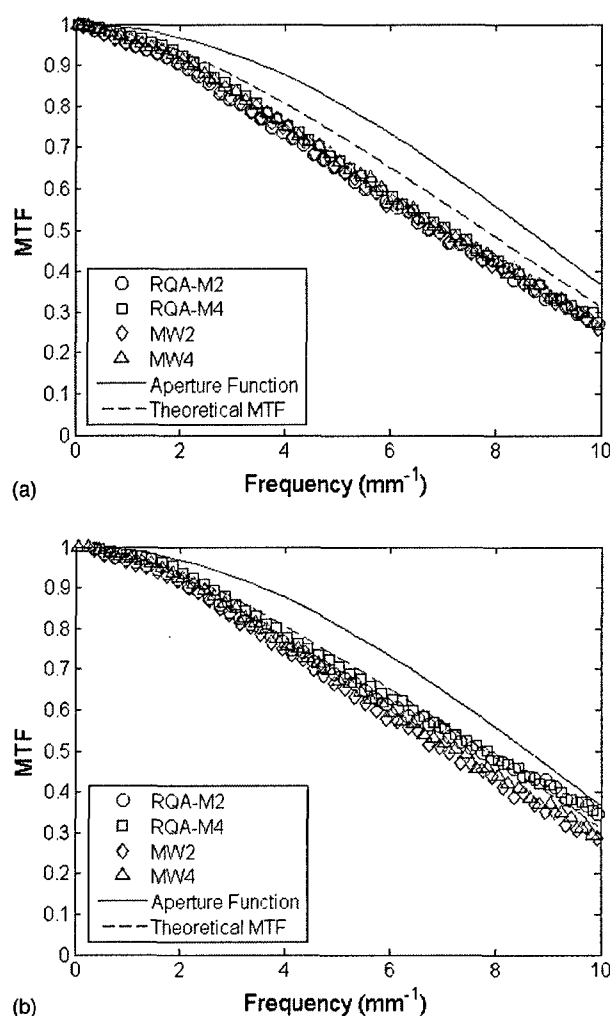 1
0.9
0.8
0.7
0.6
0.5
0.4
0.3
0.2
0.1
0
MTF
RQA-M2
RQA-M4
MW2
MW4
Aperture Function
Theoretical MTF
0 2 4 6 8 10
Frequency (mm⁻¹)
(a)
1
0.9
0.8
0.7
0.6
0.5
0.4
0.3
0.2
0.1
0
MTF
RQA-M2
RQA-M4
MW2
MW4
Aperture Function
Theoretical MTF
0 2 4 6 8 10
Frequency (mm⁻¹)
(b)